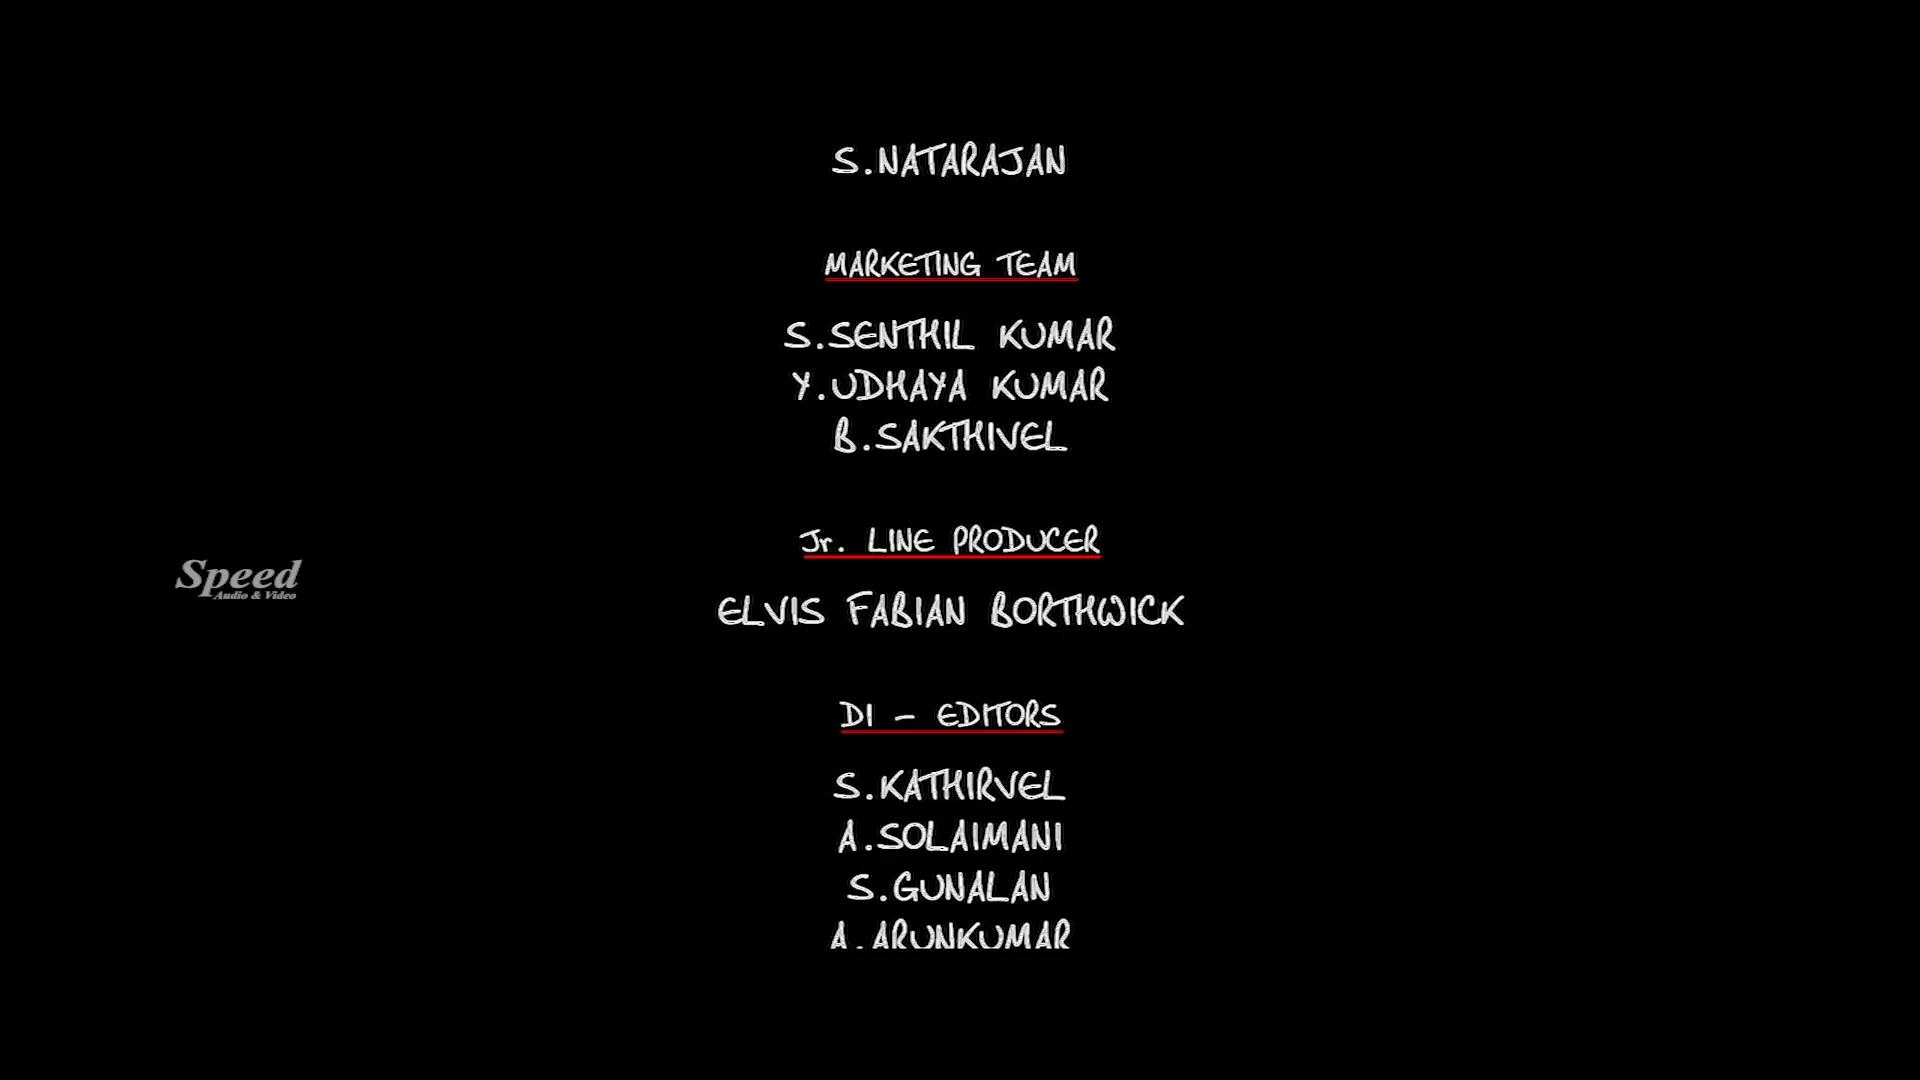 S.NATARAJAN
MARKETING TEAM
S.SENTHIL KUMAR
Y.UDHAYA KUMAR
B.SAKTHIVEL
Jr. LINE PRODUCER
Speed
Audio & Video
ELVIS FABIAN BORTHWICK
DI - EDITORS
S.KATHIRVEL
A.SOLAIMANI
S.GUNALAN
A.ARUNKUMAR